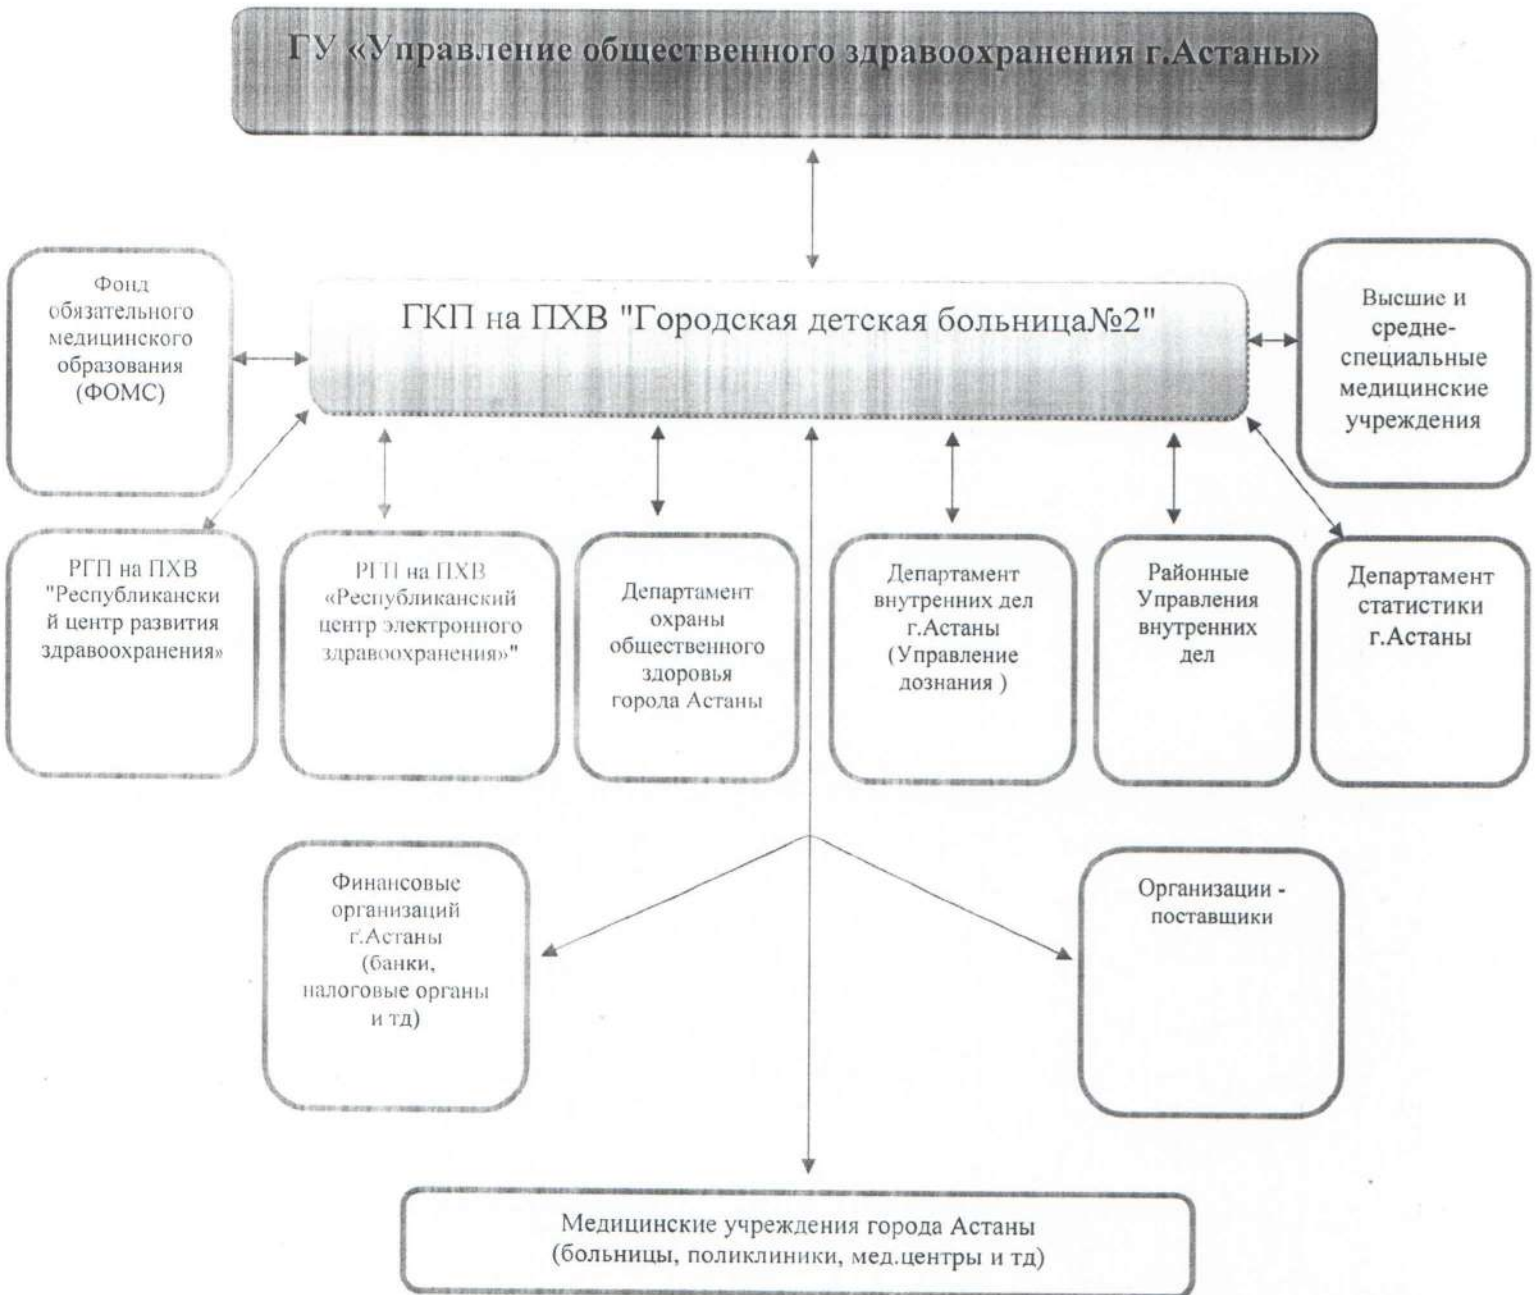 ГУ «Управление общественного здравоохранения г.Астаны»
Фонд
обязательного
медицинского
образования
(ФОМС)
ГКП на ПХВ "Городская детская больница№2"
Высшие и
средне-
специальные
медицинские
учреждения
РГП на ПХВ
"Республикански
й центр развития
здравоохранения»
РГП на ПХВ
«Республиканский
центр электронного
здравоохранения»"
Департамент
охраны
общественного
здоровья
города Астаны
Департамент
внутренних дел
г.Астаны
(Управление
дознания )
Районные
Управления
внутренних
дел
Департамент
статистики
г.Астаны
Финансовые
организаций
г.Астаны
(банки,
налоговые органы
и тд)
Организации -
поставщики
Медицинские учреждения города Астаны
(больницы, поликлиники, мед.центры и тд)